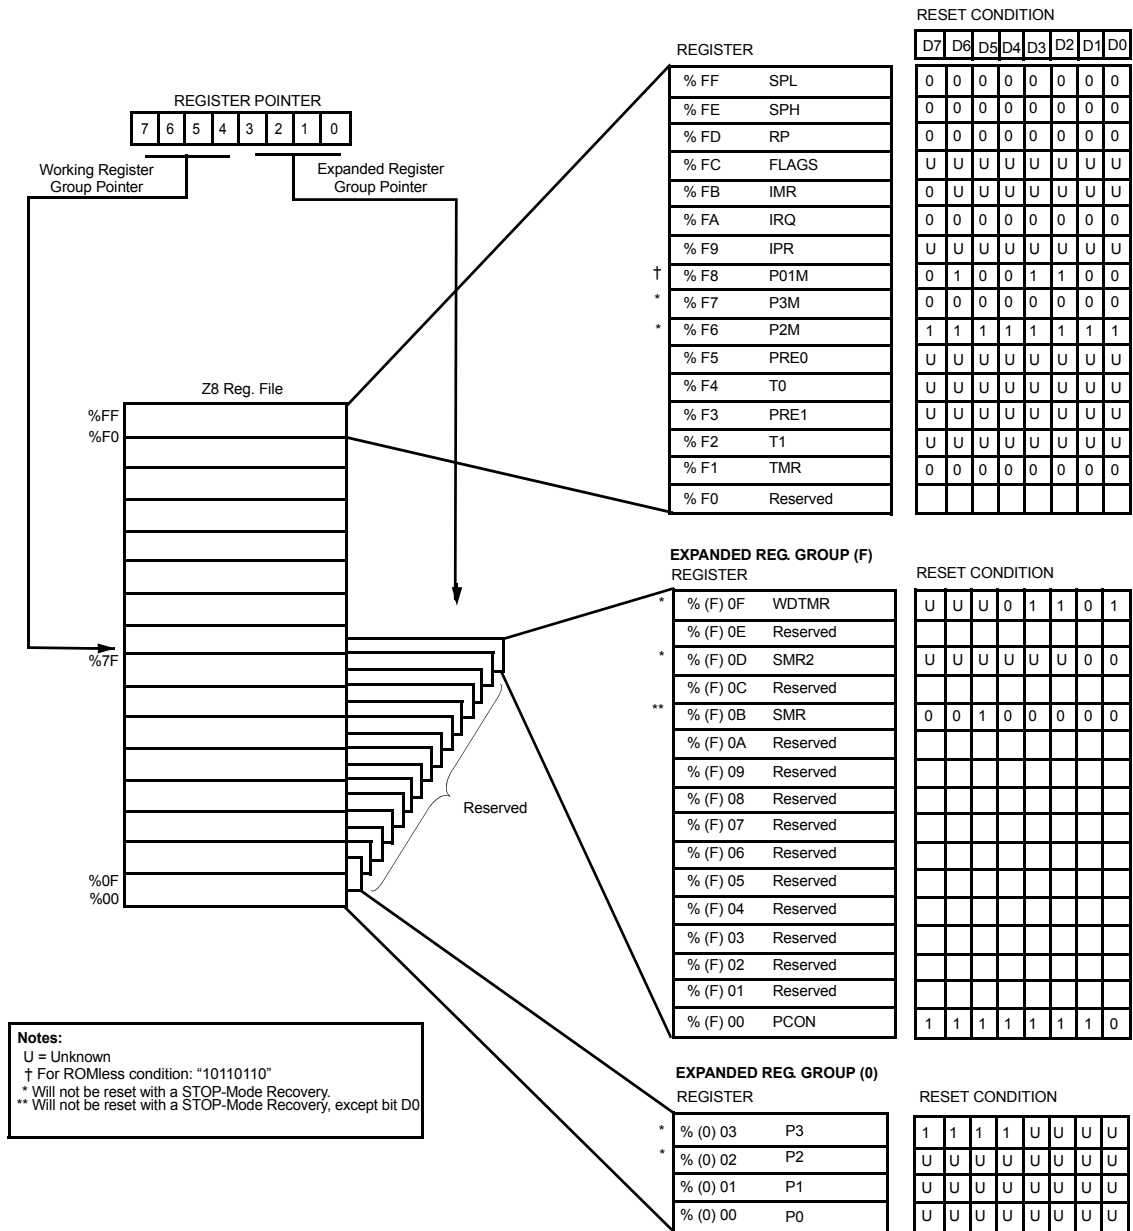 REGISTER POINTER
7 6 5 4 3 2 1 0
Working Register
Group Pointer
Expanded Register
Group Pointer
Z8 Reg. File
%FF
%F0
%7F
%0F
%00
Reserved
Notes:
U = Unknown
† For ROMless condition: “10110110”
* Will not be reset with a STOP-Mode Recovery.
** Will not be reset with a STOP-Mode Recovery, except bit D0.
RESET CONDITION
REGISTER D7 D6 D5 D4 D3 D2 D1 D0
% FF SPL 0 0 0 0 0 0 0 0
% FE SPH 0 0 0 0 0 0 0 0
% FD RP 0 0 0 0 0 0 0 0
% FC FLAGS U U U U U U U U
% FB IMR 0 U U U U U U U
% FA IRQ 0 0 0 0 0 0 0 0
% F9 IPR U U U U U U U U
† % F8 P01M 0 1 0 0 1 1 0 0
* % F7 P3M 0 0 0 0 0 0 0 0
* % F6 P2M 1 1 1 1 1 1 1 1
% F5 PRE0 U U U U U U U U
% F4 T0 U U U U U U U U
% F3 PRE1 U U U U U U U U
% F2 T1 U U U U U U U U
% F1 TMR 0 0 0 0 0 0 0 0
% F0 Reserved
EXPANDED REG. GROUP (F)
REGISTER RESET CONDITION
* % (F) 0F WDTMR U U U 0 1 1 0 1
% (F) 0E Reserved
* % (F) 0D SMR2 U U U U U U 0 0
% (F) 0C Reserved
** % (F) 0B SMR 0 0 1 0 0 0 0 0
% (F) 0A Reserved
% (F) 09 Reserved
% (F) 08 Reserved
% (F) 07 Reserved
% (F) 06 Reserved
% (F) 05 Reserved
% (F) 04 Reserved
% (F) 03 Reserved
% (F) 02 Reserved
% (F) 01 Reserved
% (F) 00 PCON 1 1 1 1 1 1 1 0
EXPANDED REG. GROUP (0)
REGISTER RESET CONDITION
* % (0) 03 P3 1 1 1 1 U U U U
* % (0) 02 P2 U U U U U U U U
% (0) 01 P1 U U U U U U U U
% (0) 00 P0 U U U U U U U U